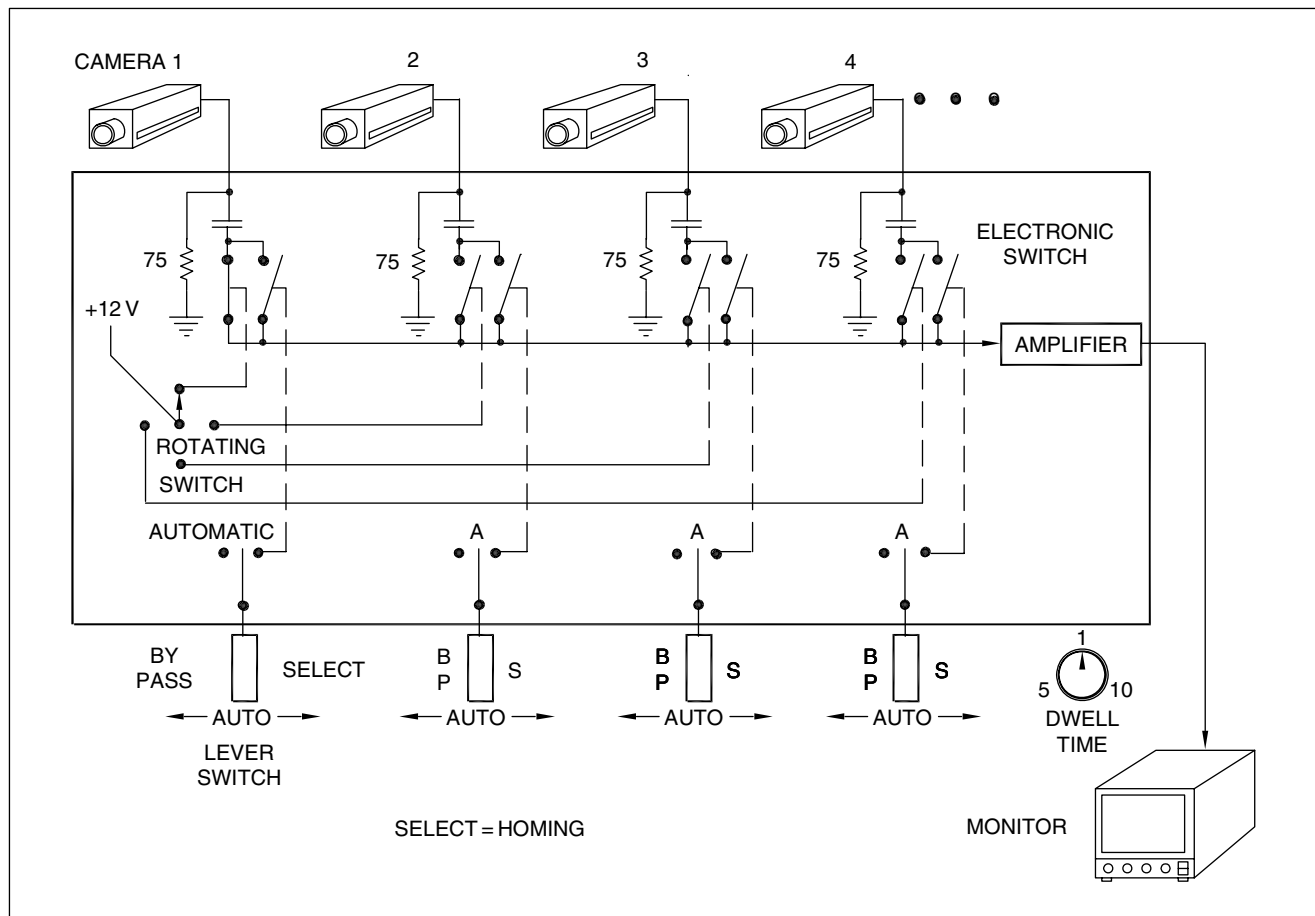 CAMERA 1
2
3
4
ELECTRONIC
SWITCH
75
75
75
75
+12 V
AMPLIFIER
ROTATING
SWITCH
AUTOMATIC
A
A
A
BY
PASS
SELECT
B
P
S
B
P
S
B
P
S
1
5
10
AUTO
AUTO
AUTO
AUTO
DWELL
TIME
LEVER
SWITCH
SELECT = HOMING
MONITOR